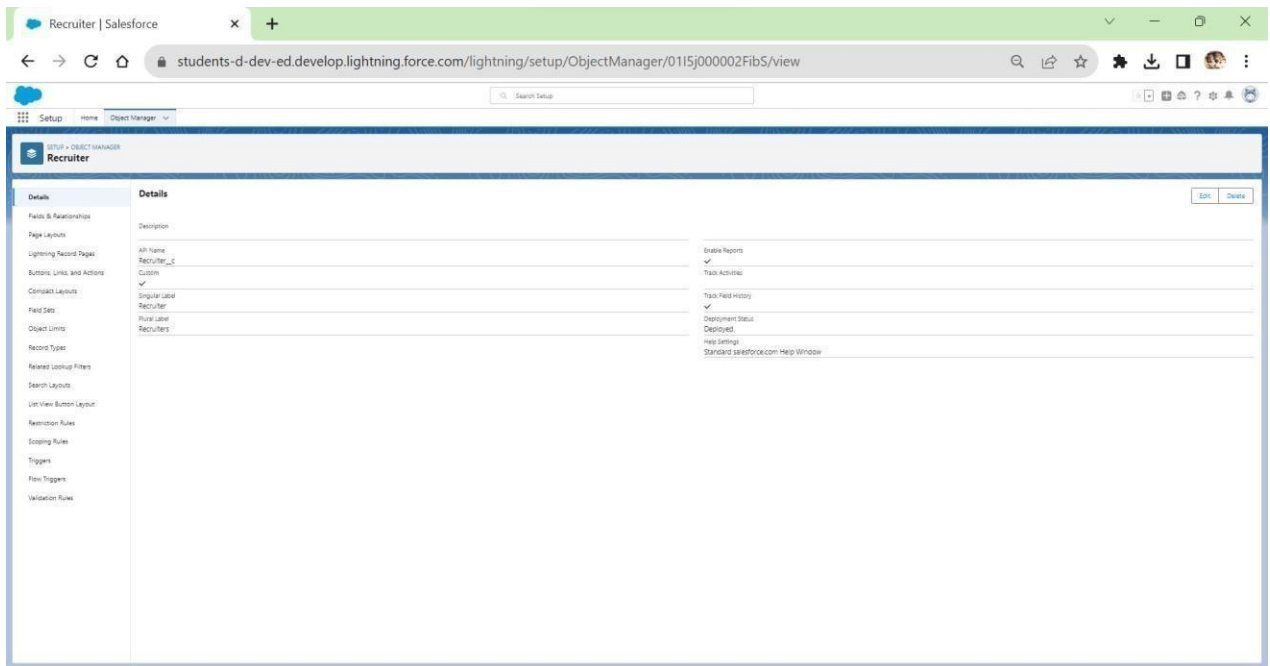 Recruiter | Salesforce
students-d-dev-ed.develop.lightning.force.com/lightning/setup/ObjectManager/01I5j000002FibS/view
Search Setup
Setup Home Object Manager
SETUP > OBJECT MANAGER
Recruiter
Details
Fields & Relationships
Page Layouts
Lightning Record Pages
Buttons, Links, and Actions
Compact Layouts
Field Sets
Object Limits
Record Types
Related Lookup Filters
Search Layouts
List View Button Layout
Restriction Rules
Scoping Rules
Triggers
Flow Triggers
Validation Rules
Details
Edit Delete
Description
API Name
Recruiter__c
Custom
Singular Label
Recruiter
Plural Label
Recruiters
Enable Reports
Track Activities
Track Field History
Deployment Status
Deployed
Help Settings
Standard salesforce.com Help Window